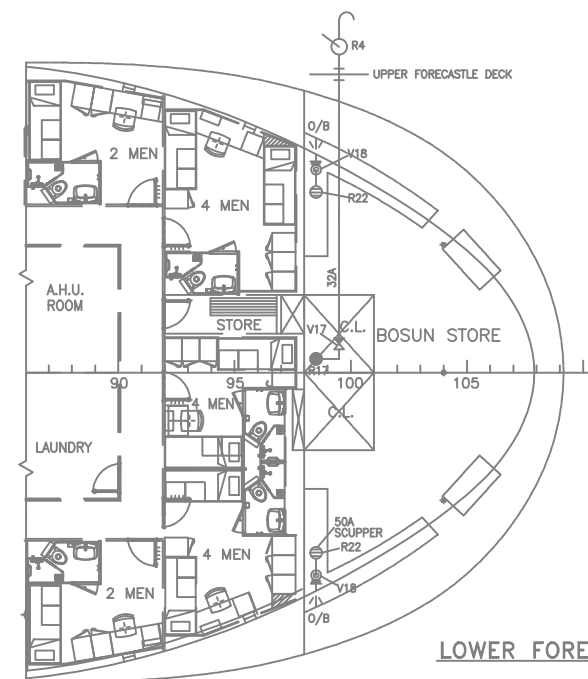 R4
UPPER FORECASTLE DECK
O/B
V18
2 MEN
R22
4 MEN
32A
A.H.U.
ROOM
STORE
V17
C.L.
BOSUN STORE
R17
90
95
100
105
4 MEN
C.L.
LAUNDRY
50A
SCUPPER
R22
4 MEN
2 MEN
V18
O/B
LOWER FORE